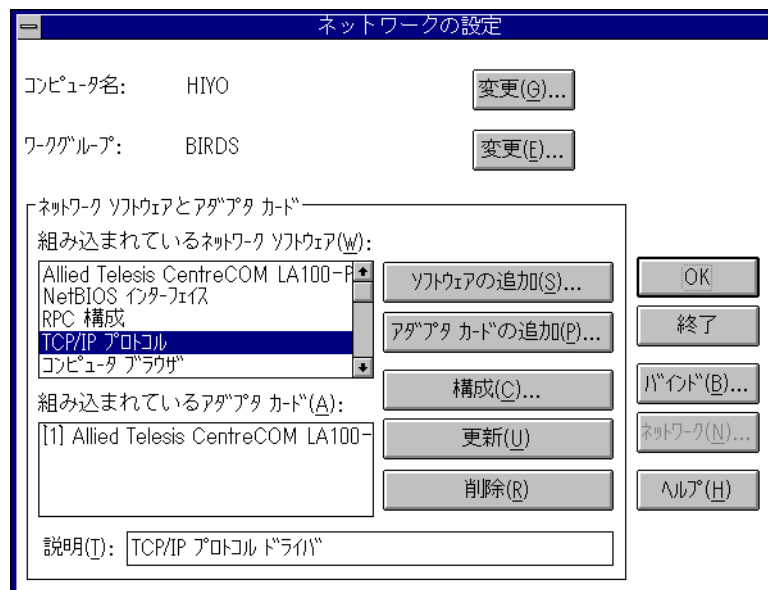 ネットワークの設定
コンピュータ名: HIYO 変更(G)...
ワークグループ: BIRDS 変更(E)...
ネットワーク ソフトウェアとアダプタ カード
組み込まれているネットワーク ソフトウェア(W):
Allied Telesis CentreCOM LA100-P
NetBIOS インターフェイス
RPC 構成
TCP/IP プロトコル
コンピュータ ブラウザ
組み込まれているアダプタ カード(A):
[1] Allied Telesis CentreCOM LA100-
説明(T): TCP/IP プロトコル ドライバ
ソフトウェアの追加(S)...
アダプタ カードの追加(P)...
構成(C)...
更新(U)
削除(R)
OK
終了
バインド(B)...
ネットワーク(N)...
ヘルプ(H)